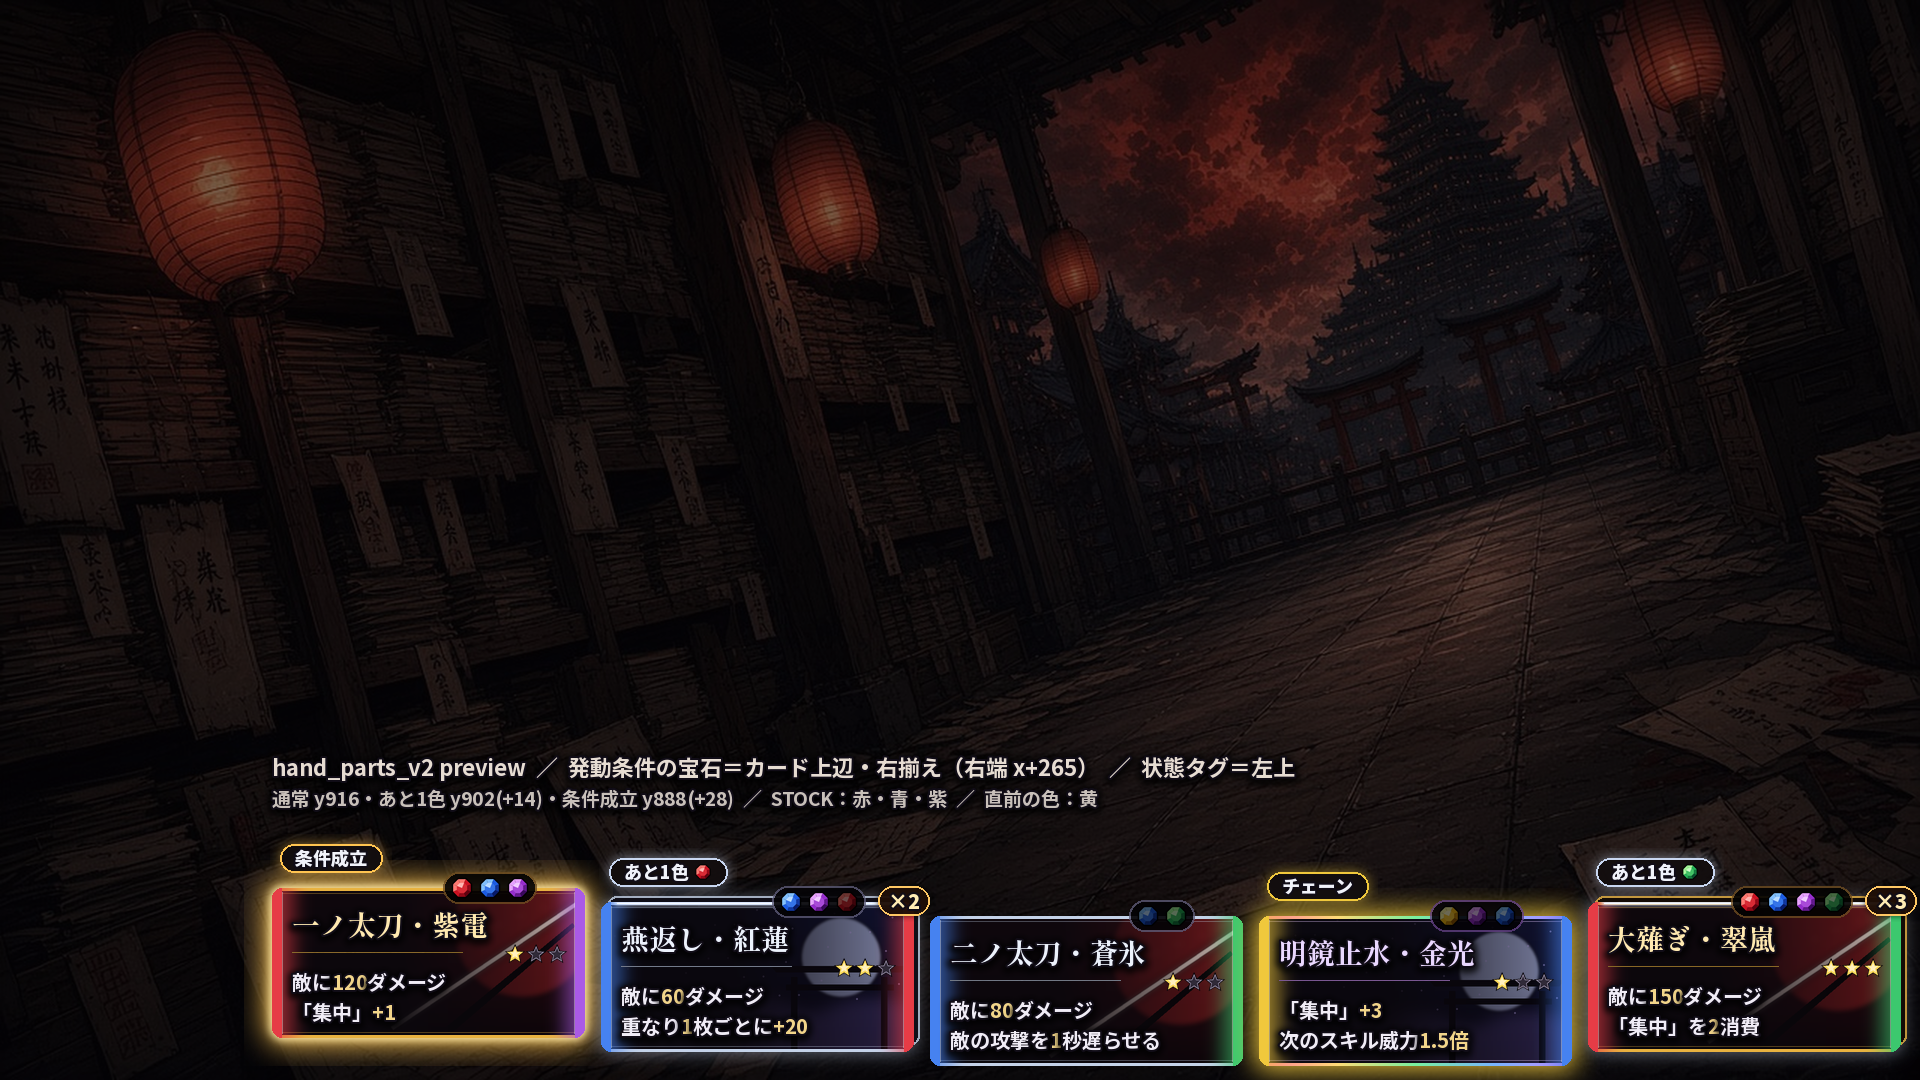 hand_parts_v2 preview ／ 発動条件の宝石＝カード上辺・右揃え（右端 x+265） ／ 状態タグ＝左上
通常 y916・あと1色 y902(+14)・条件成立 y888(+28) ／ STOCK：赤・青・紫 ／ 直前の色：黄
条件成立
一ノ太刀・紫電
敵に120ダメージ
「集中」+1
あと1色
×2
燕返し・紅蓮
敵に60ダメージ
重なり1枚ごとに+20
二ノ太刀・蒼氷
敵に80ダメージ
敵の攻撃を1秒遅らせる
チェーン
明鏡止水・金光
「集中」+3
次のスキル威力1.5倍
あと1色
×3
大薙ぎ・翠嵐
敵に150ダメージ
「集中」を2消費